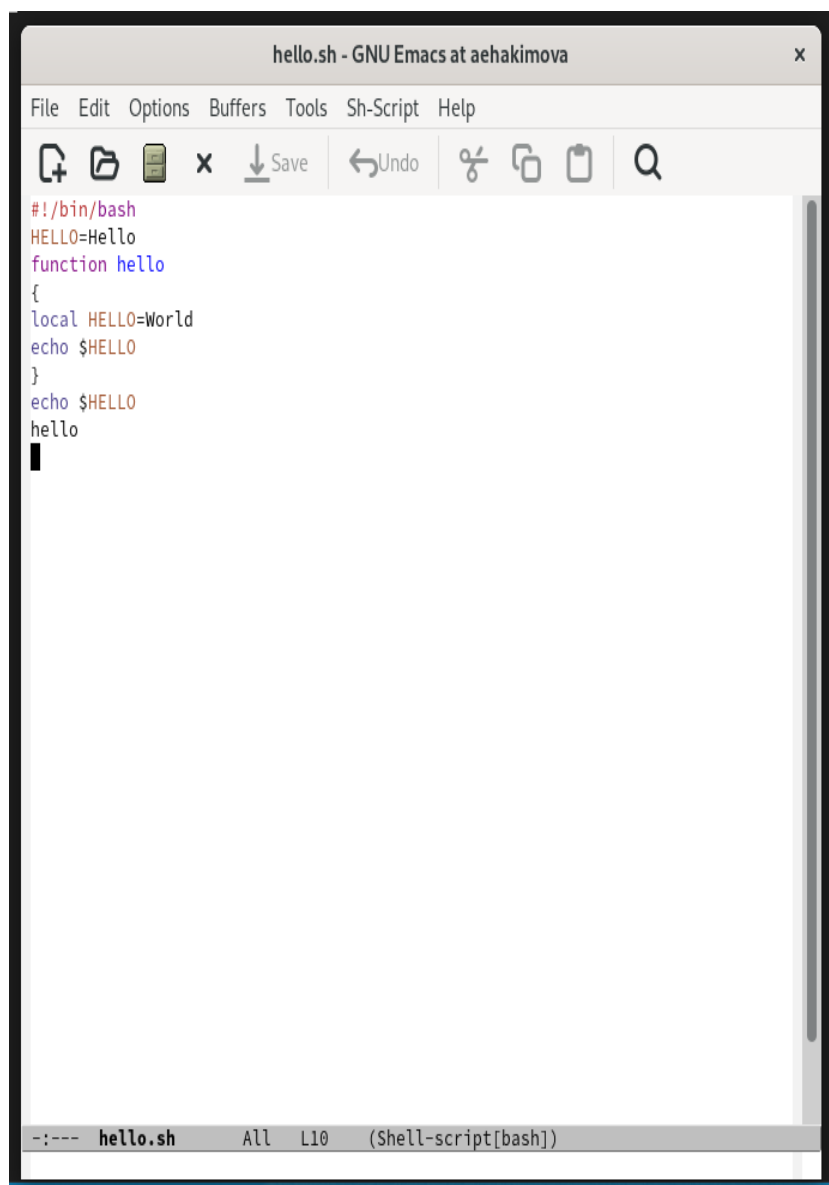 hello.sh - GNU Emacs at aehakimova x
File Edit Options Buffers Tools Sh-Script Help
Save Undo
#!/bin/bash
HELLO=Hello
function hello
{
local HELLO=World
echo $HELLO
}
echo $HELLO
hello
-:--- hello.sh All L10 (Shell-script[bash])